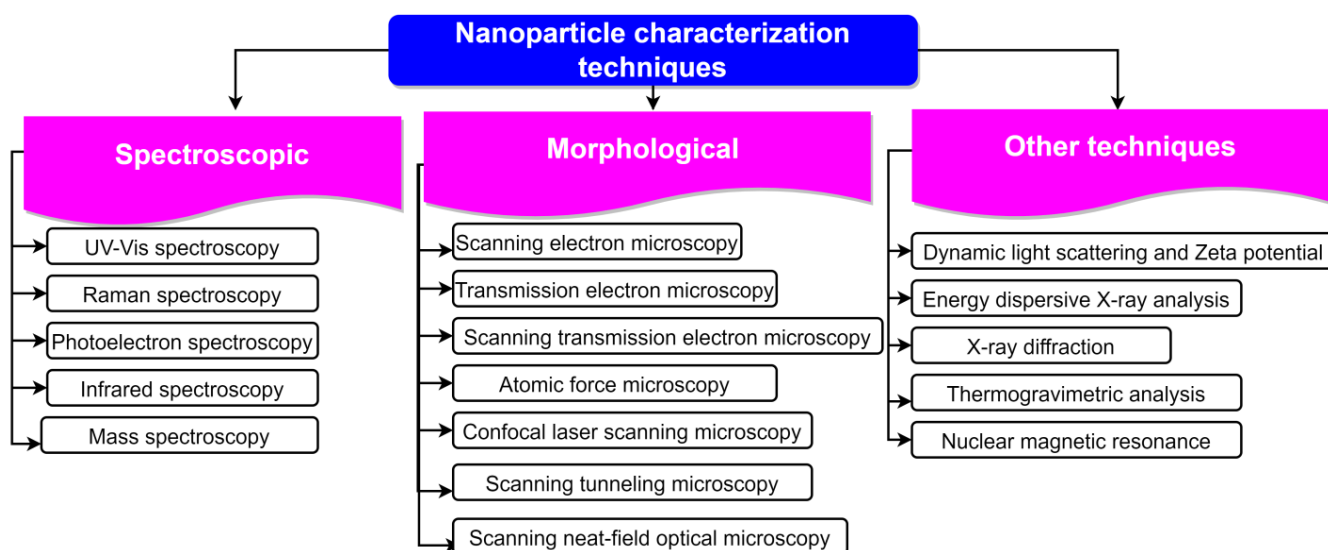 Nanoparticle characterization
techniques
Spectroscopic
UV-Vis spectroscopy
Raman spectroscopy
Photoelectron spectroscopy
Infrared spectroscopy
Mass spectroscopy
Morphological
Scanning electron microscopy
Transmission electron microscopy
Scanning transmission electron microscopy
Atomic force microscopy
Confocal laser scanning microscopy
Scanning tunneling microscopy
Scanning neat-field optical microscopy
Other techniques
Dynamic light scattering and Zeta potential
Energy dispersive X-ray analysis
X-ray diffraction
Thermogravimetric analysis
Nuclear magnetic resonance